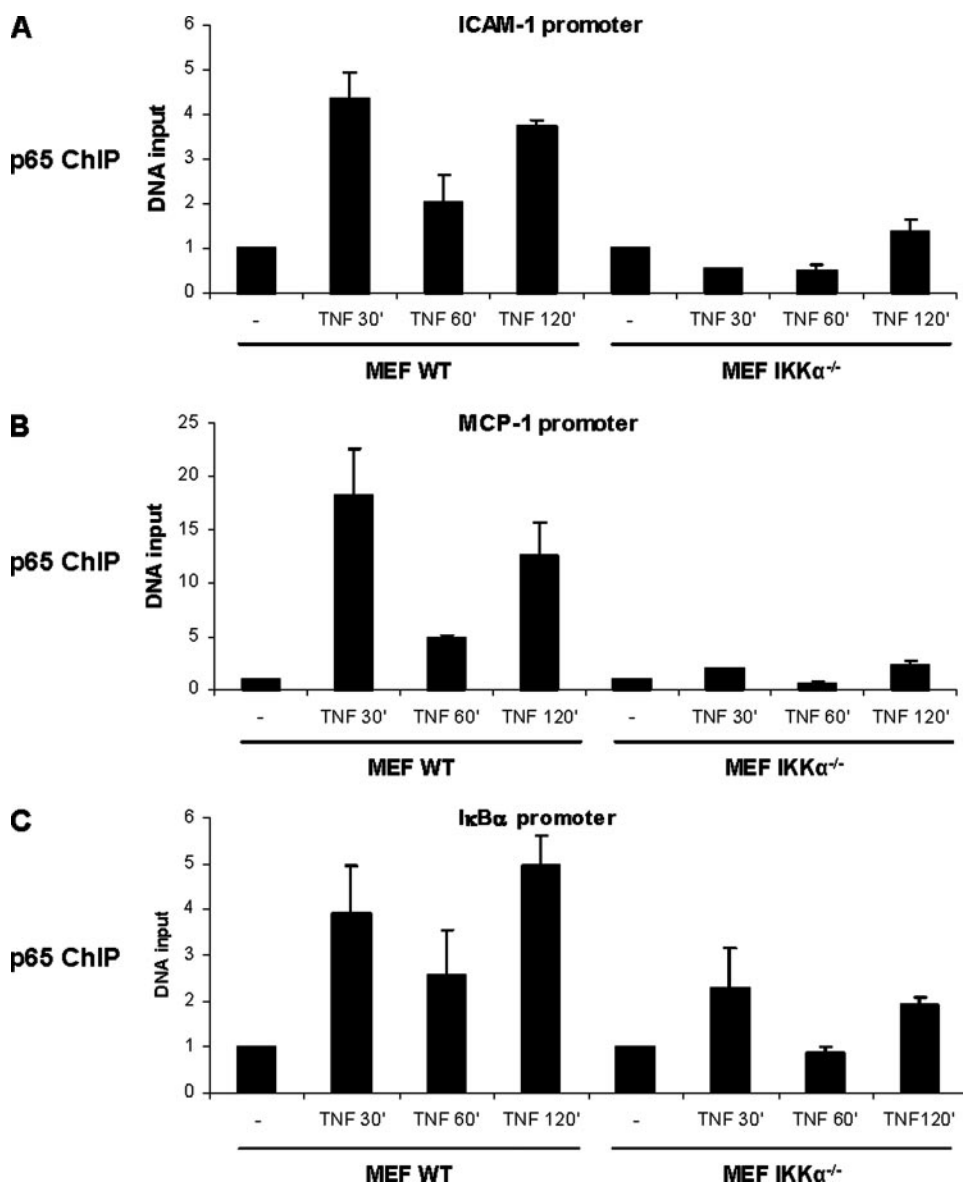 A
ICAM-1 promoter
p65 ChIP
DNA input
6
5
4
3
2
1
0
- TNF 30' TNF 60' TNF 120' - TNF 30' TNF 60' TNF 120'
MEF WT MEF IKKα-/-
B
MCP-1 promoter
p65 ChIP
DNA input
25
20
15
10
5
0
- TNF 30' TNF 60' TNF 120' - TNF 30' TNF 60' TNF 120'
MEF WT MEF IKKα-/-
C
IκBα promoter
p65 ChIP
DNA input
6
5
4
3
2
1
0
- TNF 30' TNF 60' TNF 120' - TNF 30' TNF 60' TNF120'
MEF WT MEF IKKα-/-